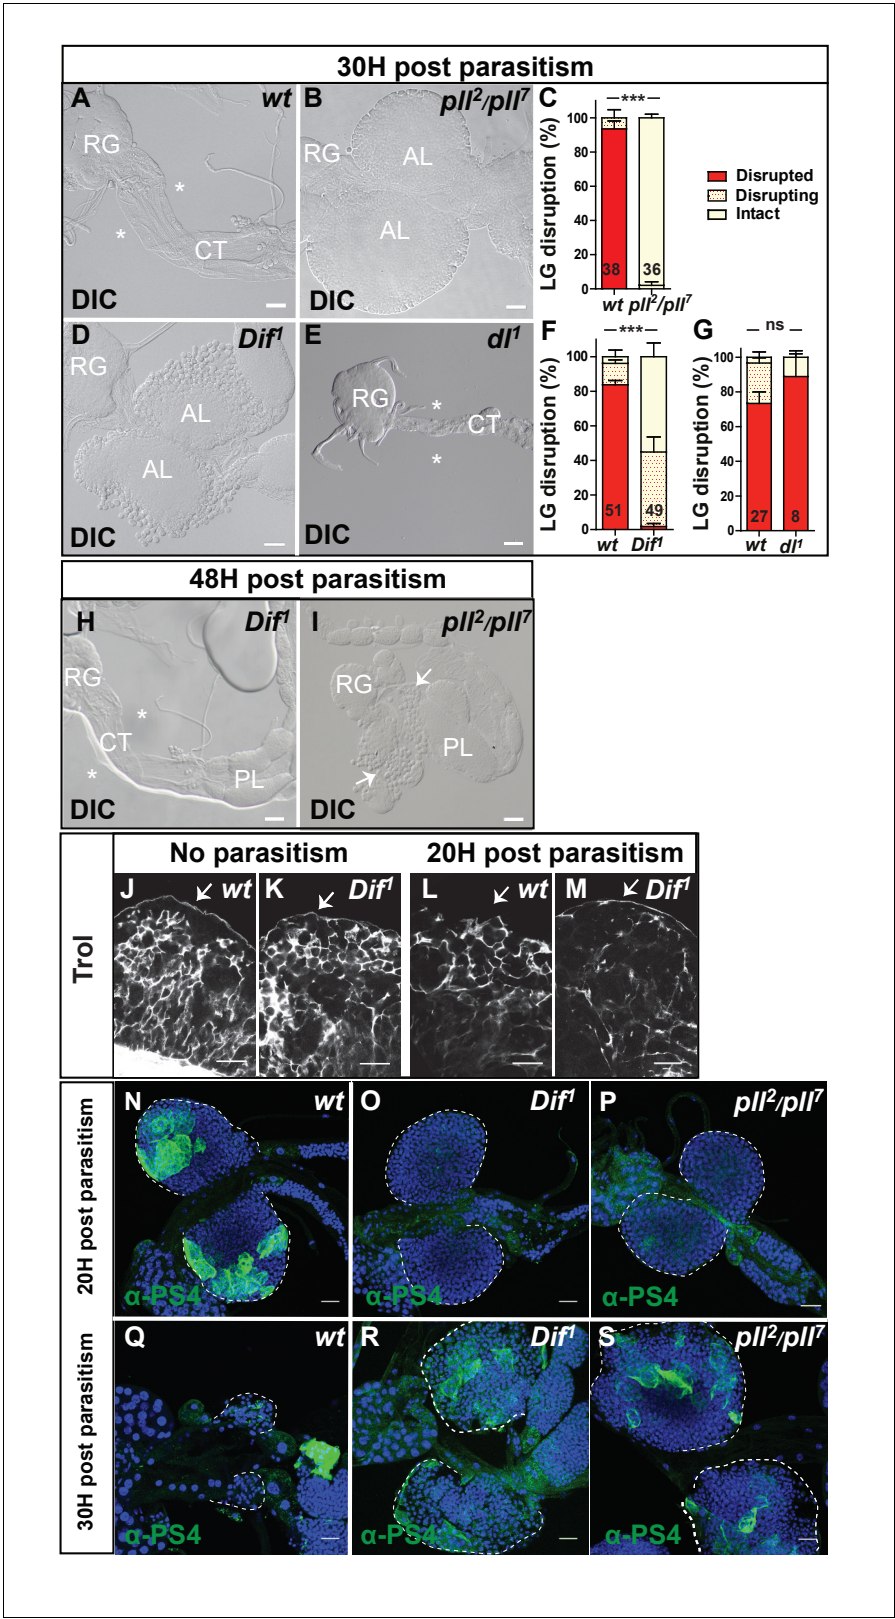 30H post parasitism
A wt B pll2/pll7 C
RG RG AL
* *
AL CT
DIC DIC
***
LG disruption (%)
100
80
60
40
20
0
38 36
wt pll2/pll7
Disrupted
Disrupting
Intact
D Dif1 E dl1
RG AL AL RG * CT *
DIC DIC
F ***
LG disruption (%)
100
80
60
40
20
0
51 49
wt Dif1
G ns
LG disruption (%)
100
80
60
40
20
0
27 8
wt dl1
48H post parasitism
H Dif1 I pll2/pll7
RG * CT * PL RG PL
DIC DIC
No parasitism 20H post parasitism
Trol
J wt K Dif1 L wt M Dif1
20H post parasitism
N wt O Dif1 P pll2/pll7
α-PS4 α-PS4 α-PS4
30H post parasitism
Q wt R Dif1 S pll2/pll7
α-PS4 α-PS4 α-PS4